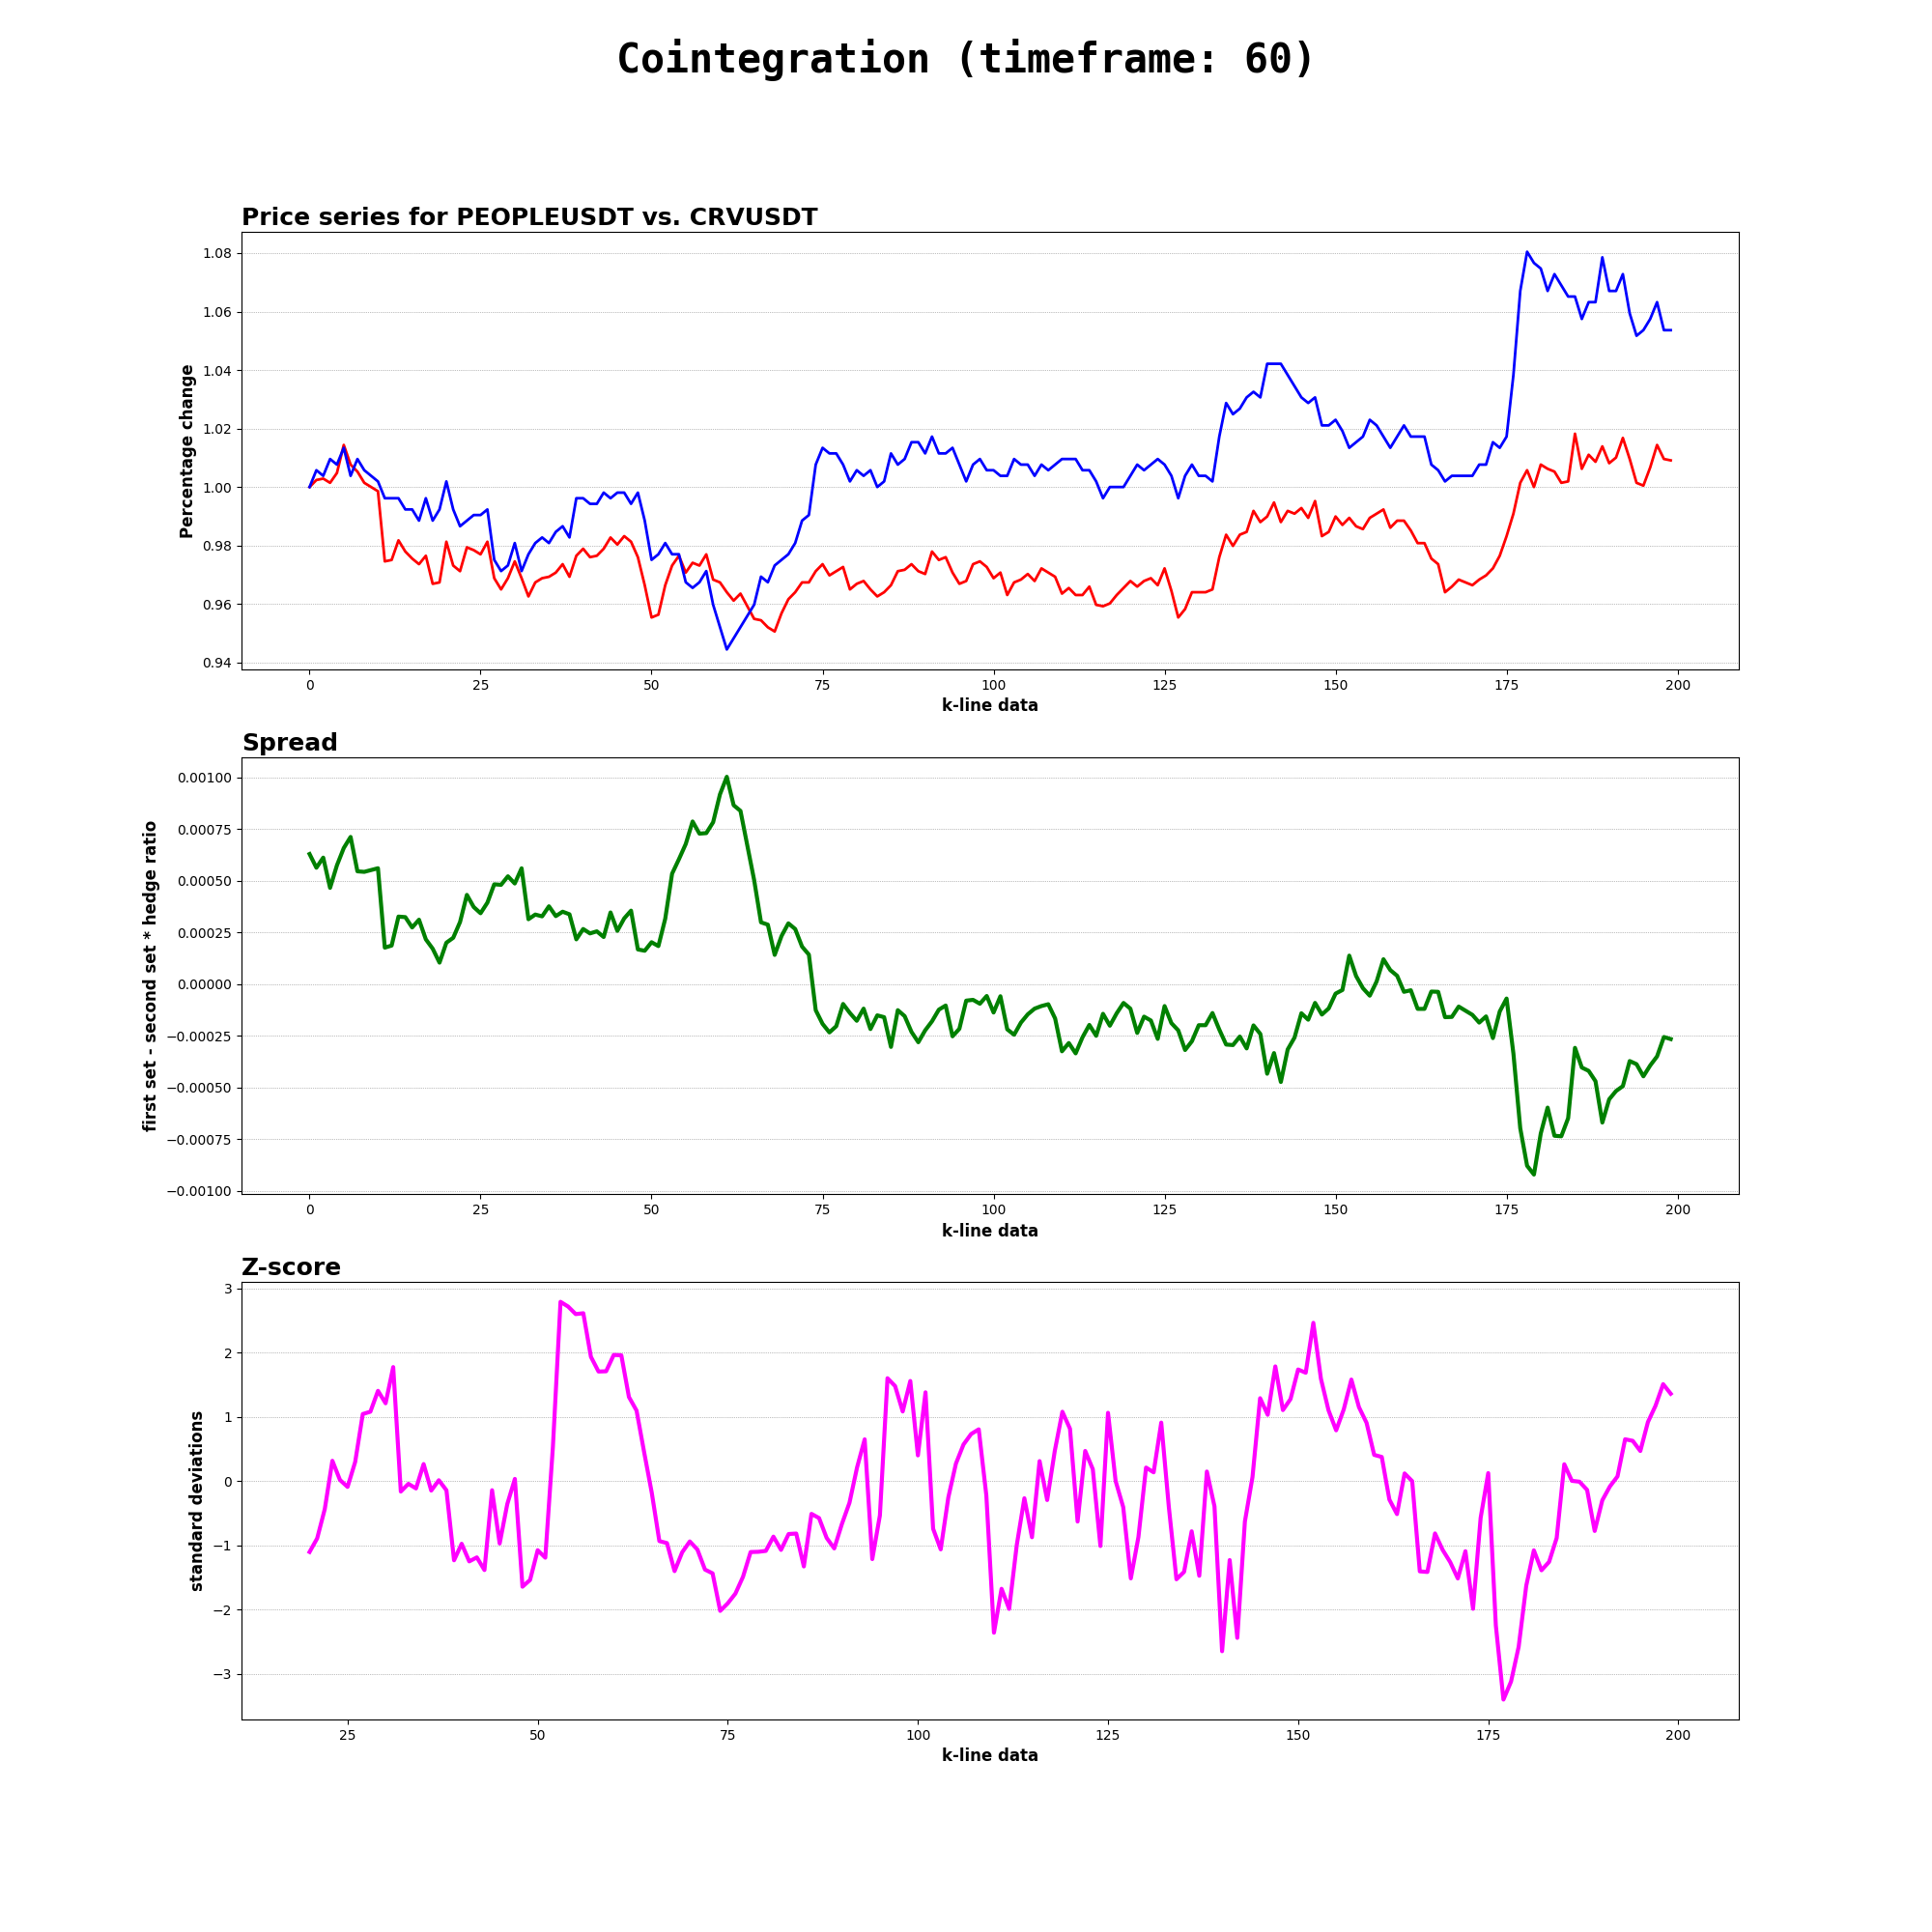 Cointegration (timeframe: 60)
Price series for PEOPLEUSDT vs. CRVUSDT
Percentage change
1.08
1.06
1.04
1.02
1.00
0.98
0.96
0.94
0 25 50 75 100 125 150 175 200
k-line data
Spread
first set - second set * hedge ratio
0.00100
0.00075
0.00050
0.00025
0.00000
−0.00025
−0.00050
−0.00075
−0.00100
0 25 50 75 100 125 150 175 200
k-line data
Z-score
standard deviations
3
2
1
0
−1
−2
−3
25 50 75 100 125 150 175 200
k-line data